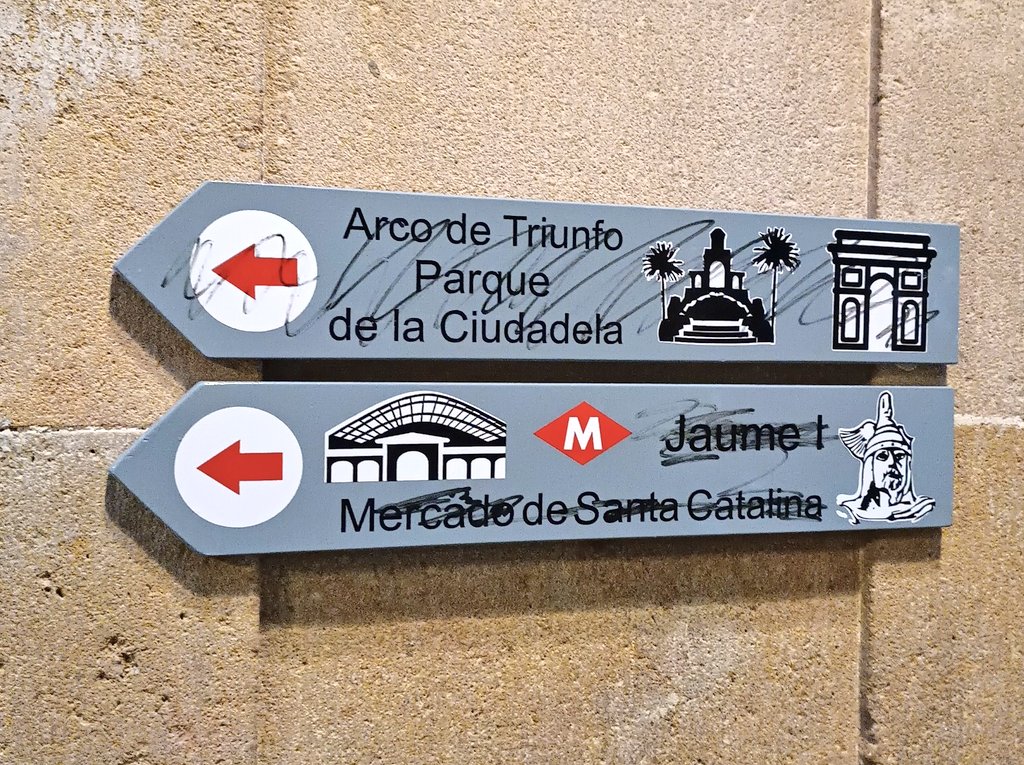 Arco de Triunfo
Parque
de la Ciudadela
M Jaume I
Mercado de Santa Catalina